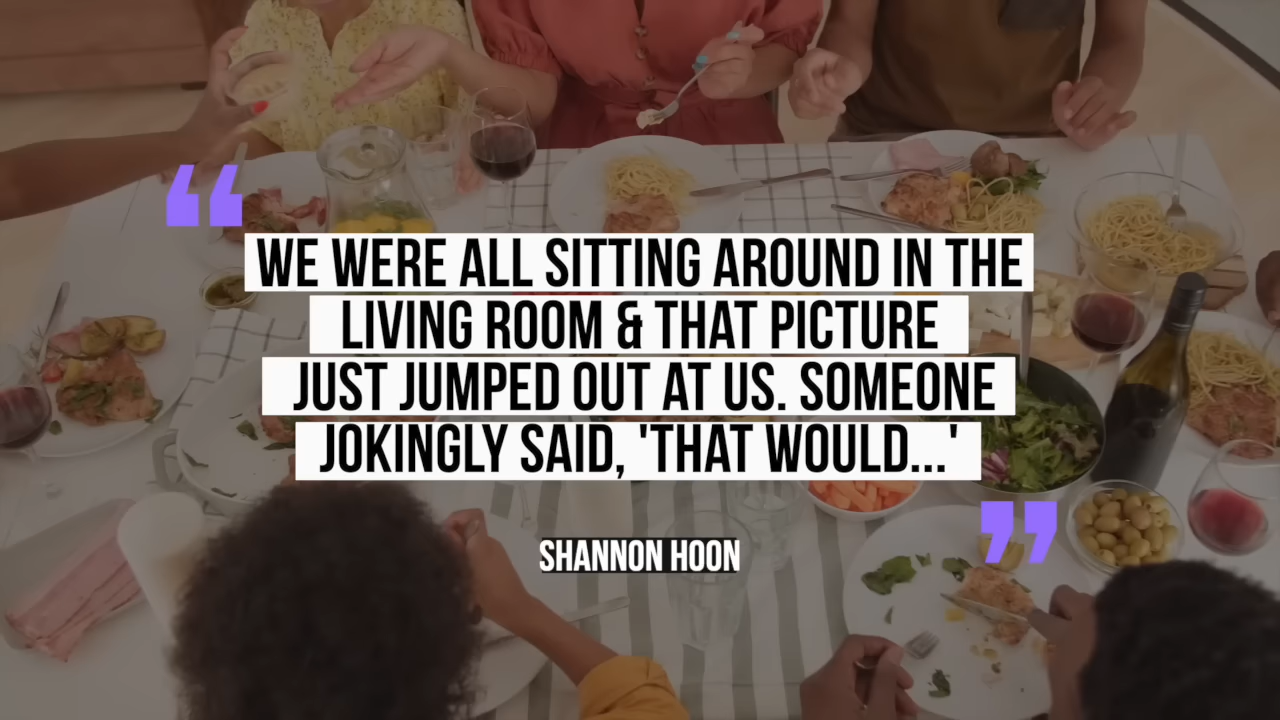 “
WE WERE ALL SITTING AROUND IN THE
LIVING ROOM & THAT PICTURE
JUST JUMPED OUT AT US. SOMEONE
JOKINGLY SAID, 'THAT WOULD...'
”
SHANNON HOON